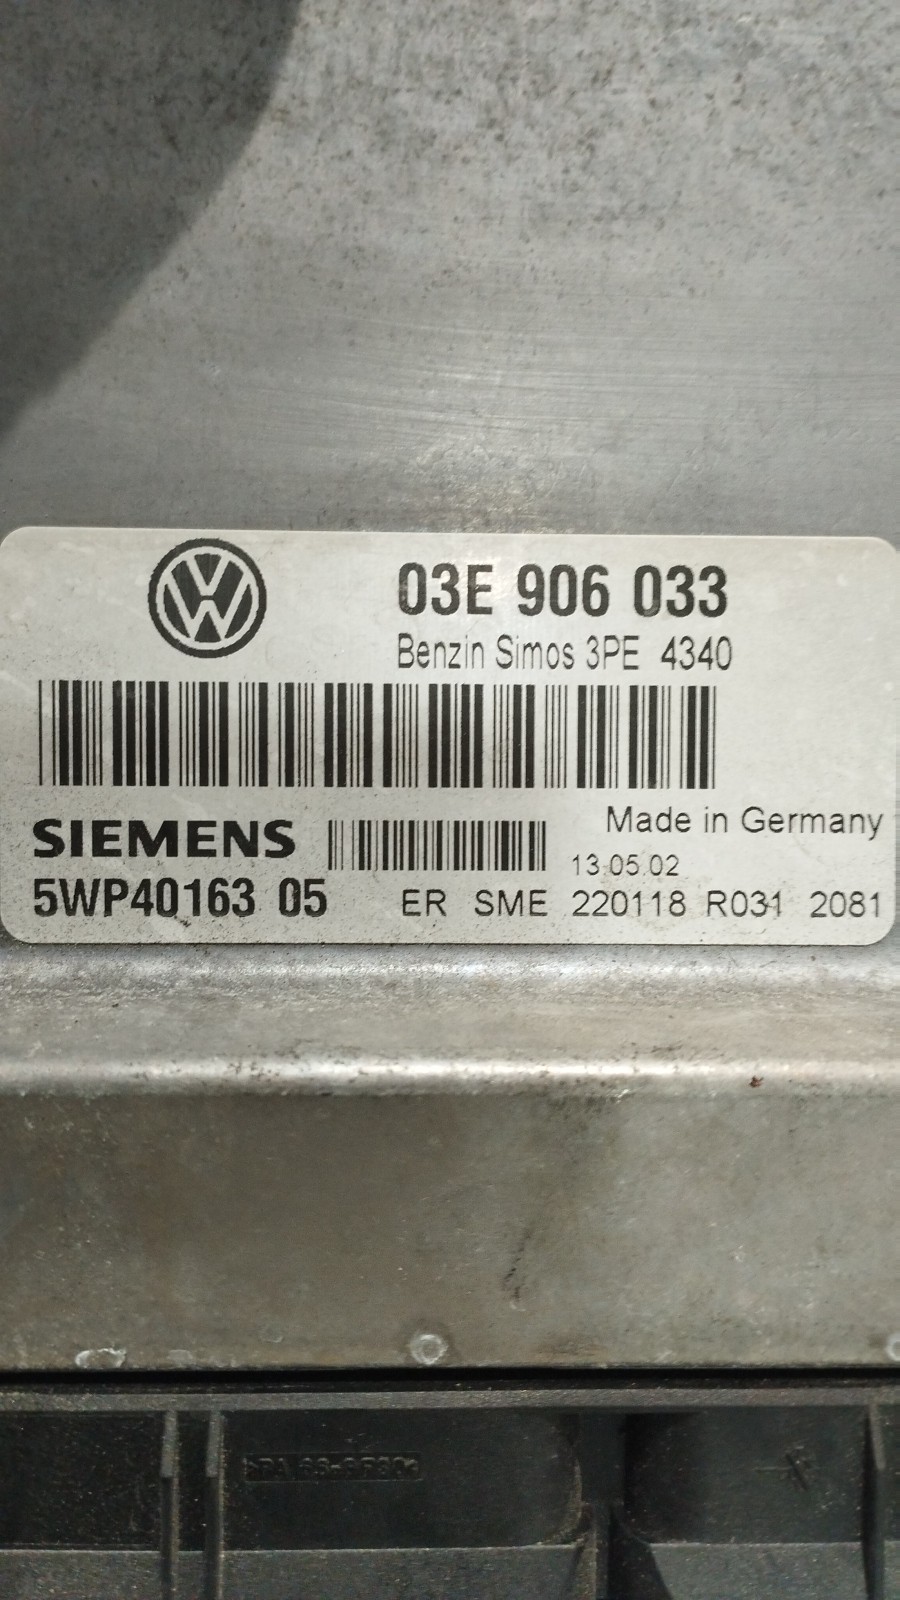 03E 906 033
Benzin Simos 3PE 4340
Made in Germany
SIEMENS
13.05.02
5WP40163 05 ER SME 220118 R031 2081